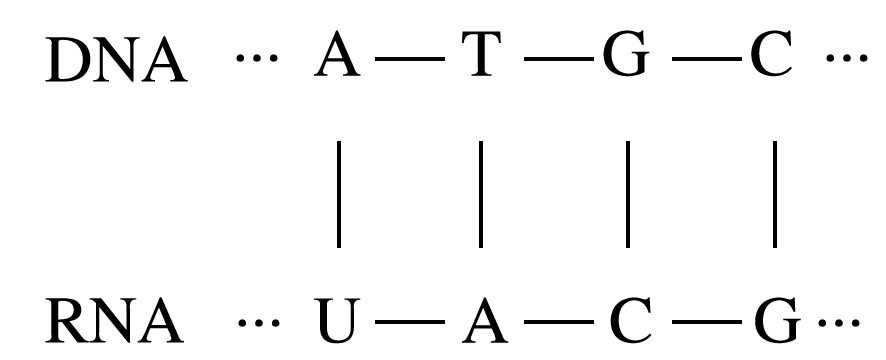 DNA ··· A — T — G — C ···
RNA ··· U — A — C — G ···